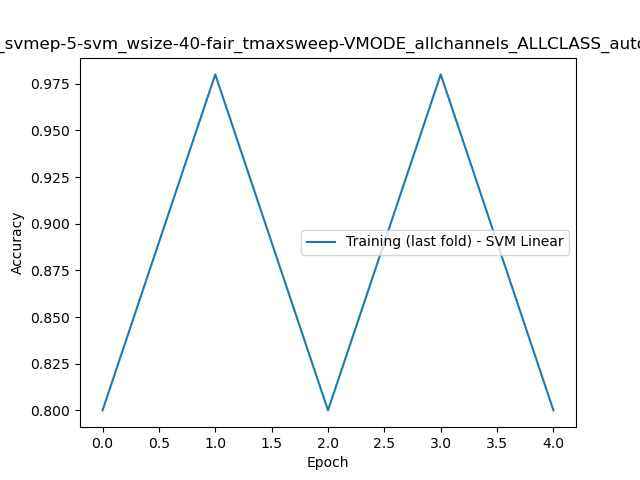 _svmep-5-svm_wsize-40-fair_tmaxsweep-VMODE_allchannels_ALLCLASS_auto
0.975
0.950
0.925
0.900
0.875
0.850
0.825
0.800
Accuracy
Training (last fold) - SVM Linear
0.0 0.5 1.0 1.5 2.0 2.5 3.0 3.5 4.0
Epoch